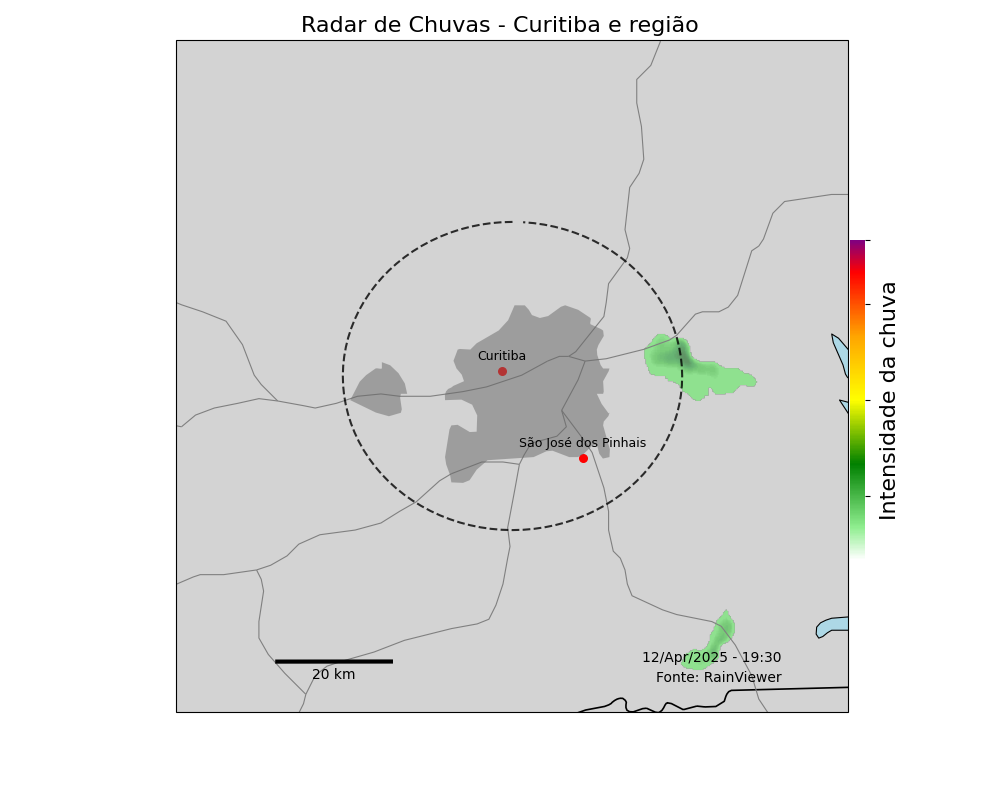 Radar de Chuvas - Curitiba e região
Curitiba
São José dos Pinhais
Intensidade da chuva
12/Apr/2025 - 19:30
20 km
Fonte: RainViewer